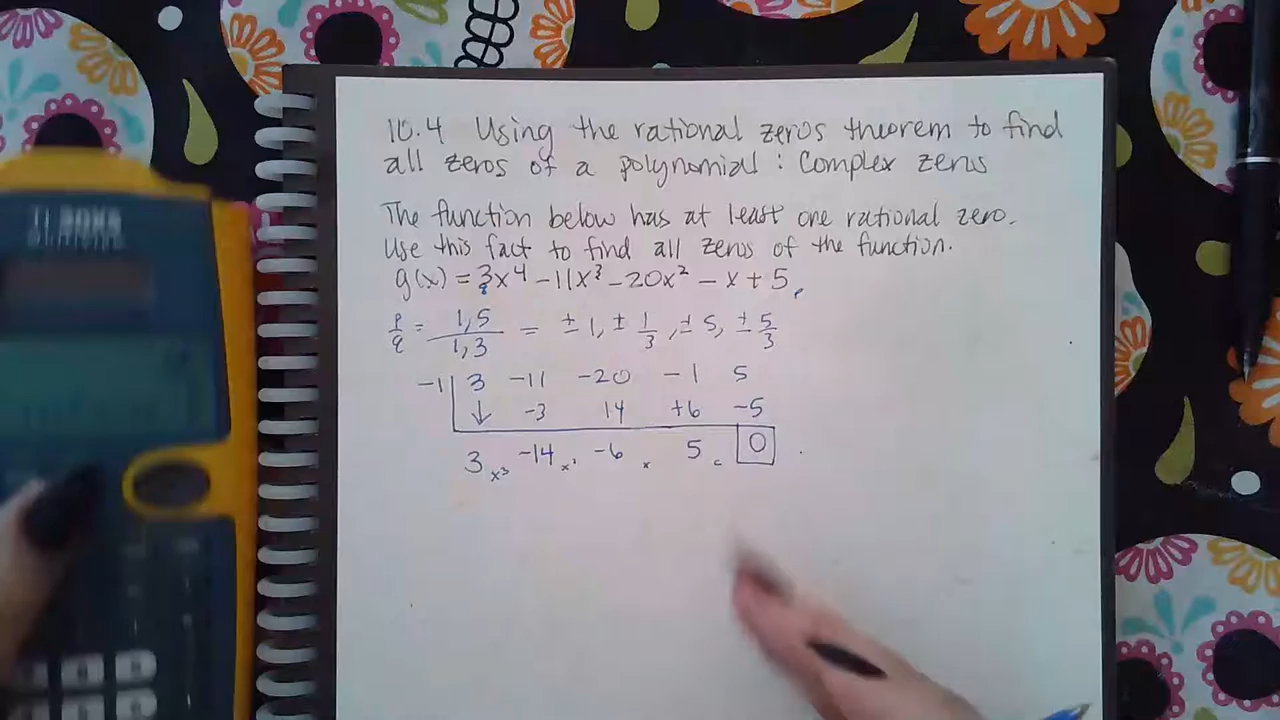 10.4 Using the rational zeros theorem to find
all zeros of a polynomial : Complex zeros
The function below has at least one rational zero.
Use this fact to find all zeros of the function.
g(x) = 3x⁴ - 11x³ - 20x² - x + 5
p/q = 1,5/1,3 = ± 1, ± 1/3, ± 5, ± 5/3
-1 | 3 -11 -20 -1 5
↓ -3 14 +6 -5
3 x³ -14 x² -6 x 5 c 0